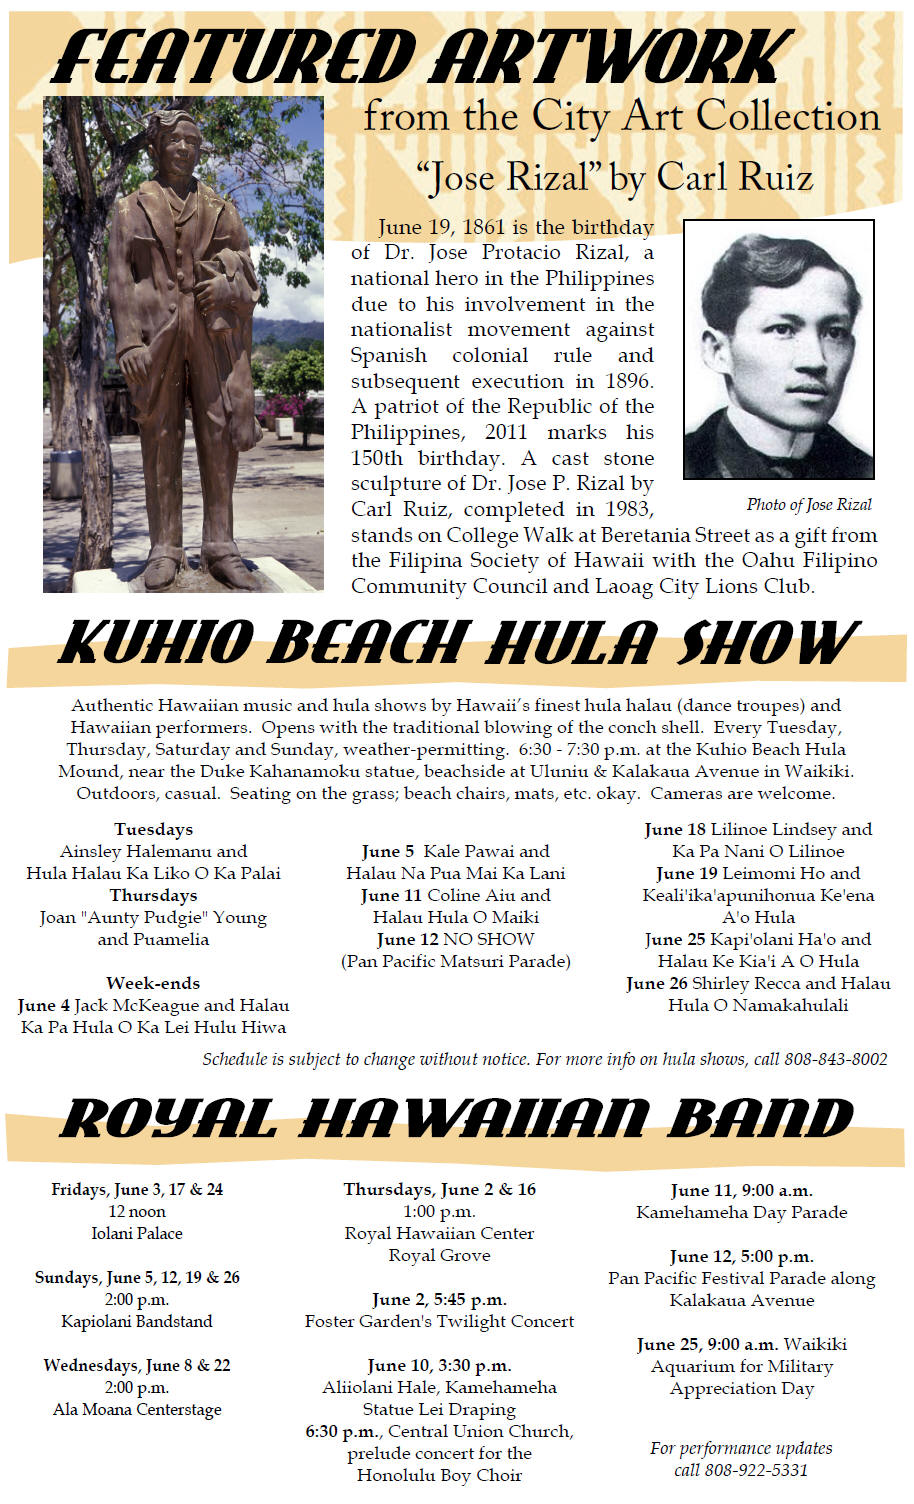 FEATURED ARTWORK
from the City Art Collection
“Jose Rizal” by Carl Ruiz
June 19, 1861 is the birthday
of Dr. Jose Protacio Rizal, a
national hero in the Philippines
due to his involvement in the
nationalist movement against
Spanish colonial rule and
subsequent execution in 1896.
A patriot of the Republic of the
Philippines, 2011 marks his
150th birthday. A cast stone
sculpture of Dr. Jose P. Rizal by
Carl Ruiz, completed in 1983,
stands on College Walk at Beretania Street as a gift from
the Filipina Society of Hawaii with the Oahu Filipino
Community Council and Laoag City Lions Club.
Photo of Jose Rizal
KUHIO BEACH HULA SHOW
Authentic Hawaiian music and hula shows by Hawaii’s finest hula halau (dance troupes) and
Hawaiian performers. Opens with the traditional blowing of the conch shell. Every Tuesday,
Thursday, Saturday and Sunday, weather-permitting. 6:30 - 7:30 p.m. at the Kuhio Beach Hula
Mound, near the Duke Kahanamoku statue, beachside at Uluniu & Kalakaua Avenue in Waikiki.
Outdoors, casual. Seating on the grass; beach chairs, mats, etc. okay. Cameras are welcome.
Tuesdays
Ainsley Halemanu and
Hula Halau Ka Liko O Ka Palai
Thursdays
Joan "Aunty Pudgie" Young
and Puamelia
Week-ends
June 4 Jack McKeague and Halau
Ka Pa Hula O Ka Lei Hulu Hiwa
June 5 Kale Pawai and
Halau Na Pua Mai Ka Lani
June 11 Coline Aiu and
Halau Hula O Maiki
June 12 NO SHOW
(Pan Pacific Matsuri Parade)
June 18 Lilinoe Lindsey and
Ka Pa Nani O Lilinoe
June 19 Leimomi Ho and
Keali'ika'apunihonua Ke'ena
A'o Hula
June 25 Kapi'olani Ha'o and
Halau Ke Kia'i A O Hula
June 26 Shirley Recca and Halau
Hula O Namakahulali
Schedule is subject to change without notice. For more info on hula shows, call 808-843-8002
ROYAL HAWAIIAN BAND
Fridays, June 3, 17 & 24
12 noon
Iolani Palace
Sundays, June 5, 12, 19 & 26
2:00 p.m.
Kapiolani Bandstand
Wednesdays, June 8 & 22
2:00 p.m.
Ala Moana Centerstage
Thursdays, June 2 & 16
1:00 p.m.
Royal Hawaiian Center
Royal Grove
June 2, 5:45 p.m.
Foster Garden's Twilight Concert
June 10, 3:30 p.m.
Aliiolani Hale, Kamehameha
Statue Lei Draping
6:30 p.m., Central Union Church,
prelude concert for the
Honolulu Boy Choir
June 11, 9:00 a.m.
Kamehameha Day Parade
June 12, 5:00 p.m.
Pan Pacific Festival Parade along
Kalakaua Avenue
June 25, 9:00 a.m. Waikiki
Aquarium for Military
Appreciation Day
For performance updates
call 808-922-5331